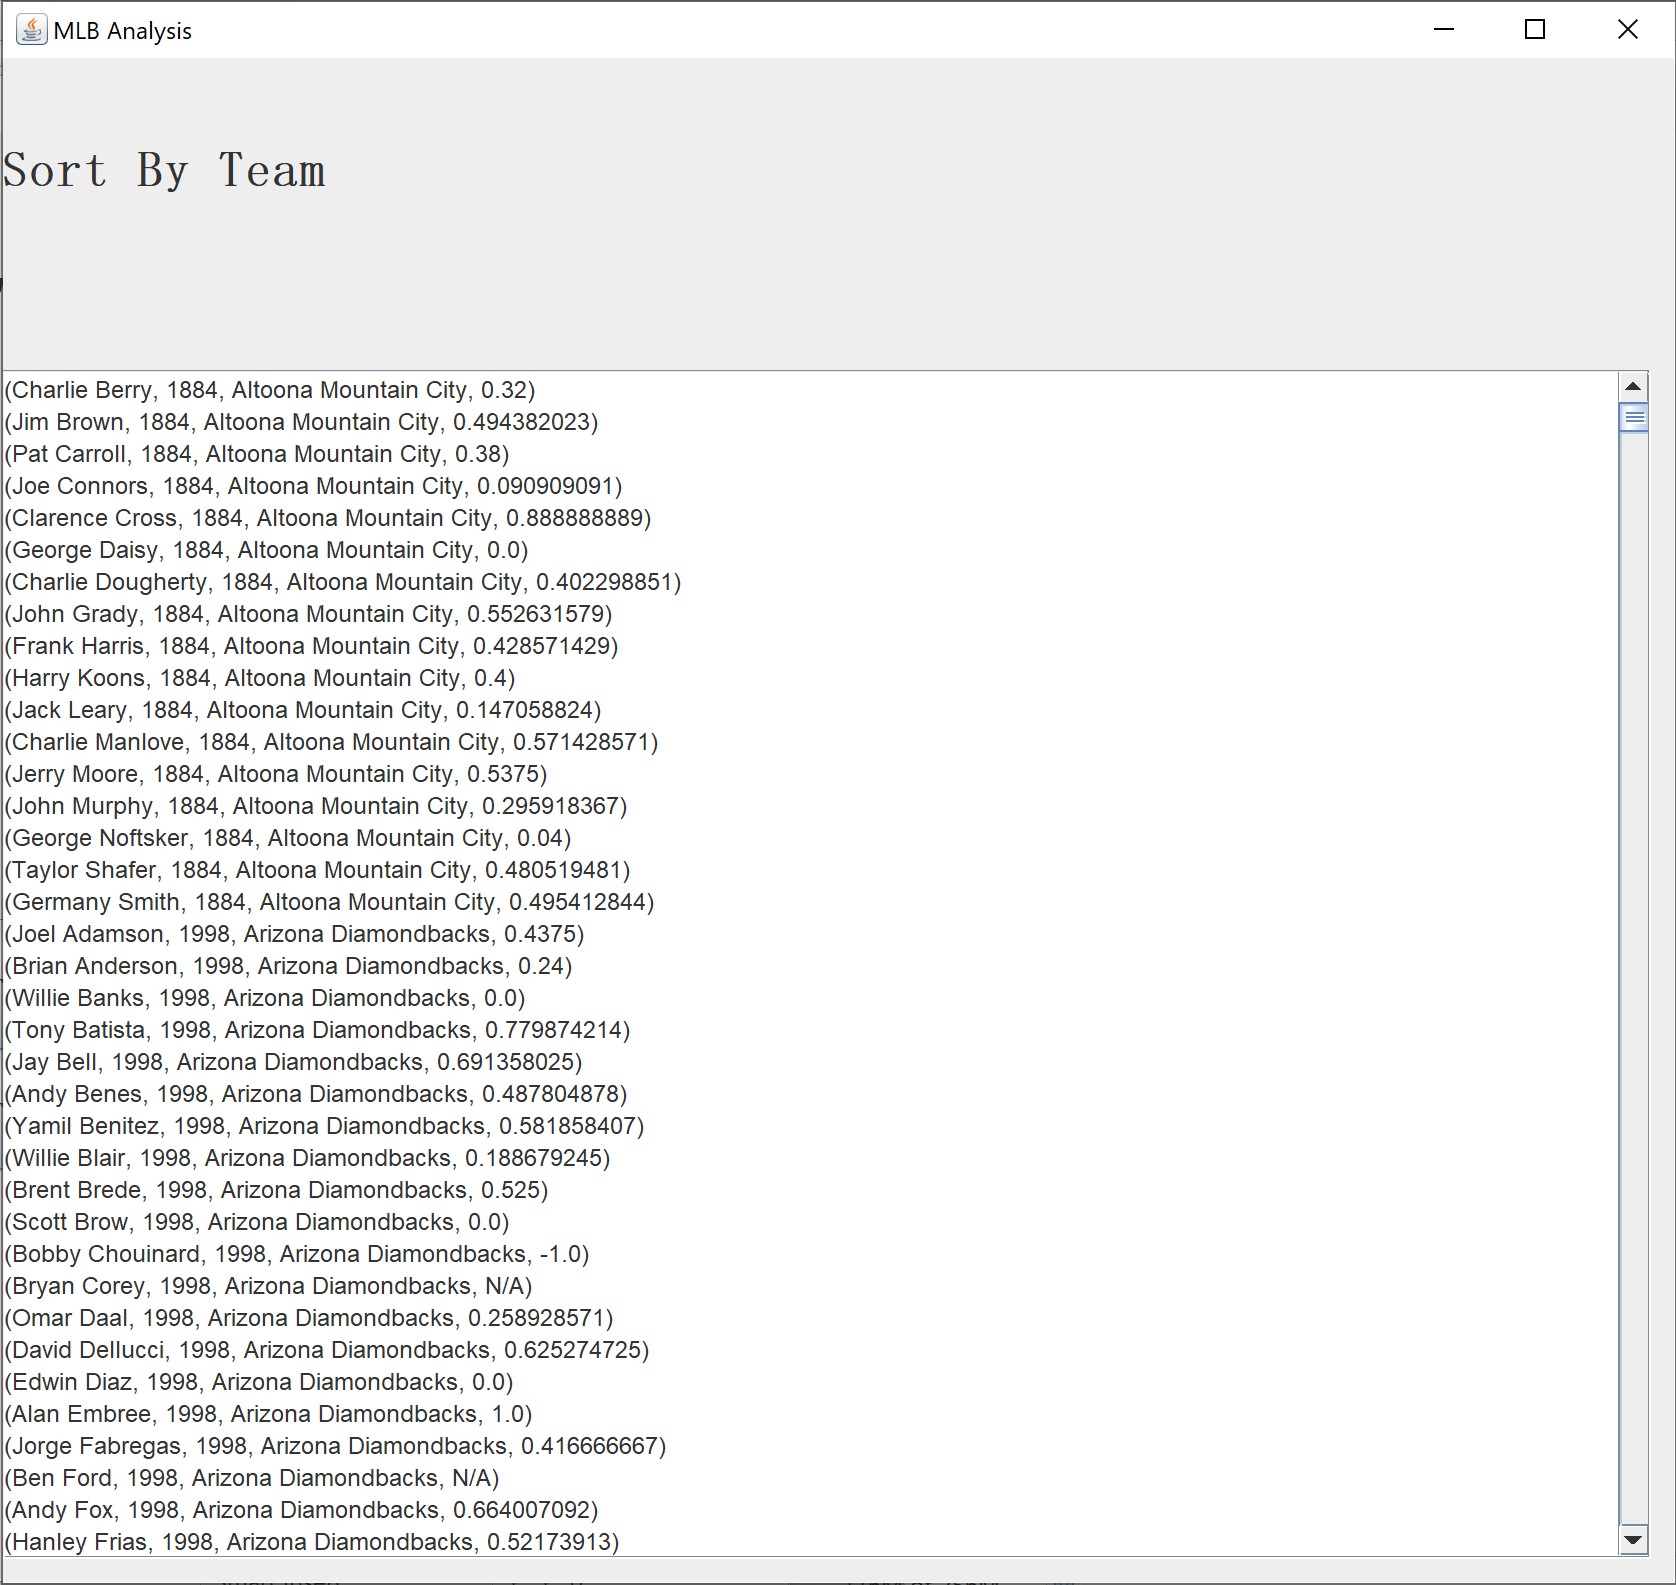 MLB Analysis
Sort By Team
(Charlie Berry, 1884, Altoona Mountain City, 0.32)
(Jim Brown, 1884, Altoona Mountain City, 0.494382023)
(Pat Carroll, 1884, Altoona Mountain City, 0.38)
(Joe Connors, 1884, Altoona Mountain City, 0.090909091)
(Clarence Cross, 1884, Altoona Mountain City, 0.888888889)
(George Daisy, 1884, Altoona Mountain City, 0.0)
(Charlie Dougherty, 1884, Altoona Mountain City, 0.402298851)
(John Grady, 1884, Altoona Mountain City, 0.552631579)
(Frank Harris, 1884, Altoona Mountain City, 0.428571429)
(Harry Koons, 1884, Altoona Mountain City, 0.4)
(Jack Leary, 1884, Altoona Mountain City, 0.147058824)
(Charlie Manlove, 1884, Altoona Mountain City, 0.571428571)
(Jerry Moore, 1884, Altoona Mountain City, 0.5375)
(John Murphy, 1884, Altoona Mountain City, 0.295918367)
(George Noftsker, 1884, Altoona Mountain City, 0.04)
(Taylor Shafer, 1884, Altoona Mountain City, 0.480519481)
(Germany Smith, 1884, Altoona Mountain City, 0.495412844)
(Joel Adamson, 1998, Arizona Diamondbacks, 0.4375)
(Brian Anderson, 1998, Arizona Diamondbacks, 0.24)
(Willie Banks, 1998, Arizona Diamondbacks, 0.0)
(Tony Batista, 1998, Arizona Diamondbacks, 0.779874214)
(Jay Bell, 1998, Arizona Diamondbacks, 0.691358025)
(Andy Benes, 1998, Arizona Diamondbacks, 0.487804878)
(Yamil Benitez, 1998, Arizona Diamondbacks, 0.581858407)
(Willie Blair, 1998, Arizona Diamondbacks, 0.188679245)
(Brent Brede, 1998, Arizona Diamondbacks, 0.525)
(Scott Brow, 1998, Arizona Diamondbacks, 0.0)
(Bobby Chouinard, 1998, Arizona Diamondbacks, -1.0)
(Bryan Corey, 1998, Arizona Diamondbacks, N/A)
(Omar Daal, 1998, Arizona Diamondbacks, 0.258928571)
(David Dellucci, 1998, Arizona Diamondbacks, 0.625274725)
(Edwin Diaz, 1998, Arizona Diamondbacks, 0.0)
(Alan Embree, 1998, Arizona Diamondbacks, 1.0)
(Jorge Fabregas, 1998, Arizona Diamondbacks, 0.416666667)
(Ben Ford, 1998, Arizona Diamondbacks, N/A)
(Andy Fox, 1998, Arizona Diamondbacks, 0.664007092)
(Hanley Frias, 1998, Arizona Diamondbacks, 0.52173913)